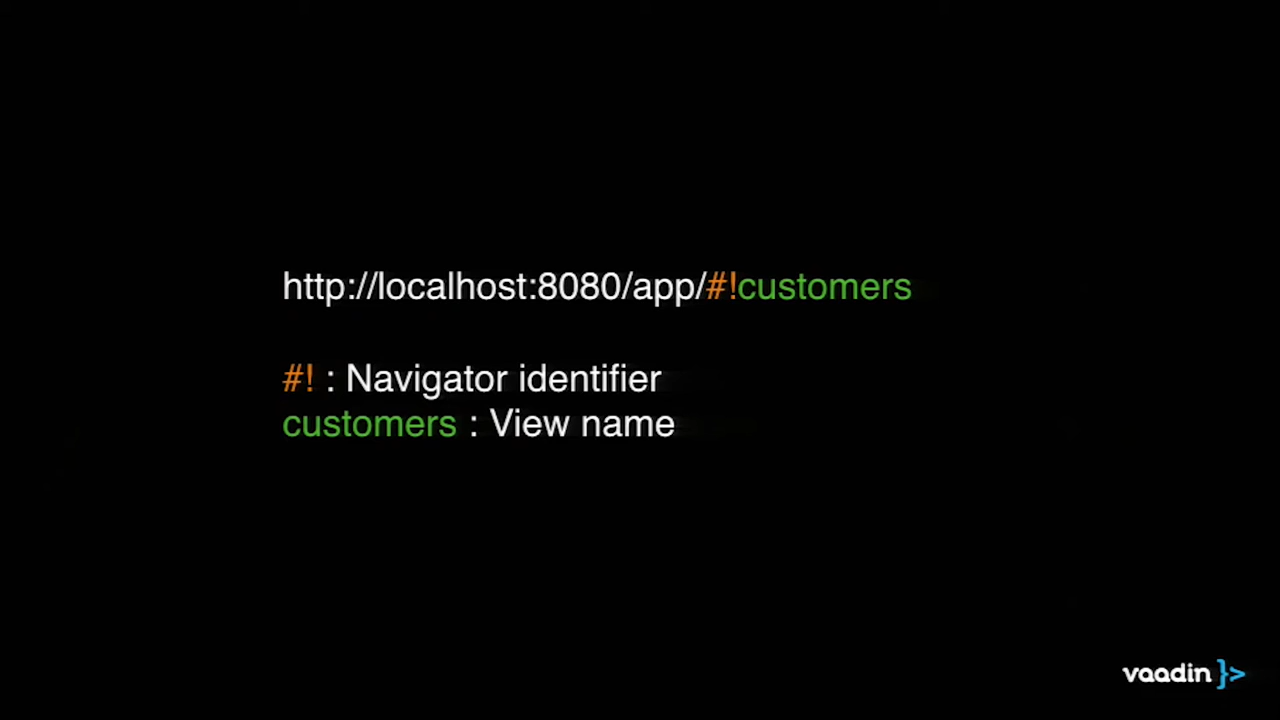 http://localhost:8080/app/#!customers
#! : Navigator identifier
customers : View name
vaadin }>